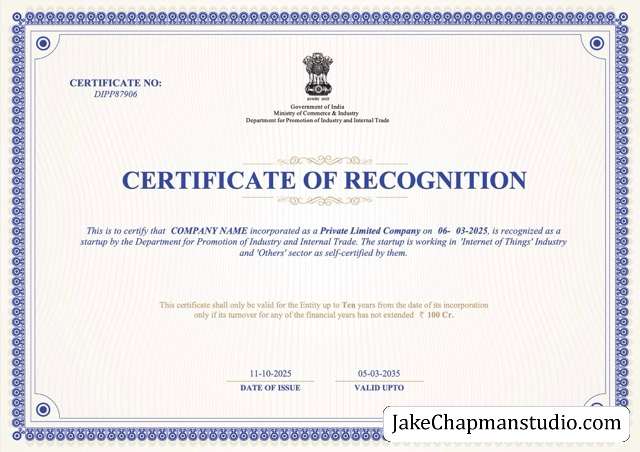 CERTIFICATE NO:
DIPP87906
Government of India
Ministry of Commerce & Industry
Department for Promotion of Industry and Internal Trade
CERTIFICATE OF RECOGNITION
This is to certify that COMPANY NAME incorporated as a Private Limited Company on 06- 03-2025, is recognized as a
startup by the Department for Promotion of Industry and Internal Trade. The startup is working in 'Internet of Things' Industry
and 'Others' sector as self-certified by them.
This certificate shall only be valid for the Entity up to Ten years from the date of its incorporation
only if its turnover for any of the financial years has not extended ₹ 100 Cr.
11-10-2025
05-03-2035
DATE OF ISSUE
VALID UPTO
JakeChapmanstudio.com